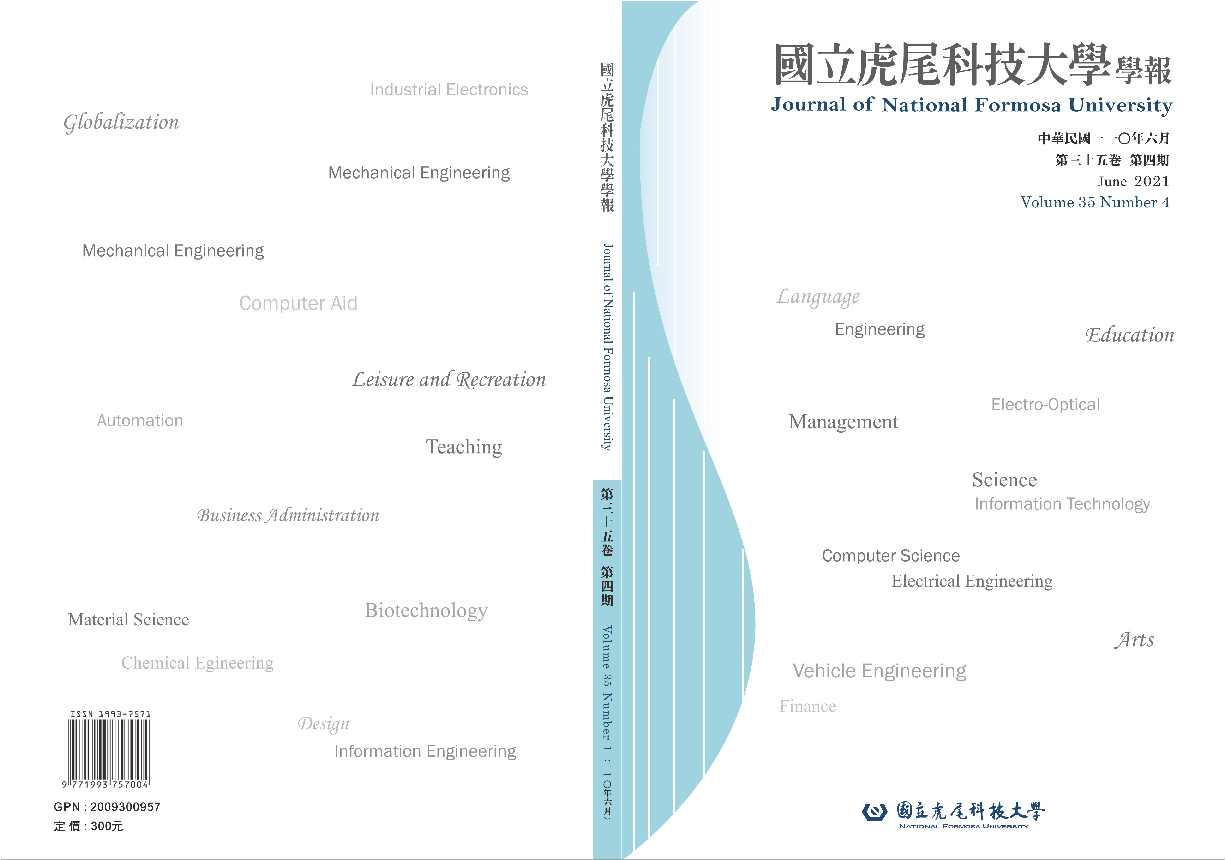 Industrial Electronics
Globalization
Mechanical Engineering
Mechanical Engineering
Computer Aid
Leisure and Recreation
Automation
Teaching
Business Administration
Biotechnology
Material Science
Chemical Egineering
Design
Information Engineering
ISSN 1993-7571
9 771993 757004
GPN : 2009300957
定 價 : 300元
國立虎尾科技大學學報
Journal of National Formosa University
第三十五卷 第四期
Volume 35 Number
國立虎尾科技大學 學報
Journal of National Formosa University
中華民國一一〇年六月
第三十五卷 第四期
June 2021
Volume 35 Number 4
Language
Engineering
Education
Electro-Optical
Management
Science
Information Technology
Computer Science
Electrical Engineering
Arts
Vehicle Engineering
Finance
國立虎尾科技大學
NATIONAL FORMOSA UNIVERSITY